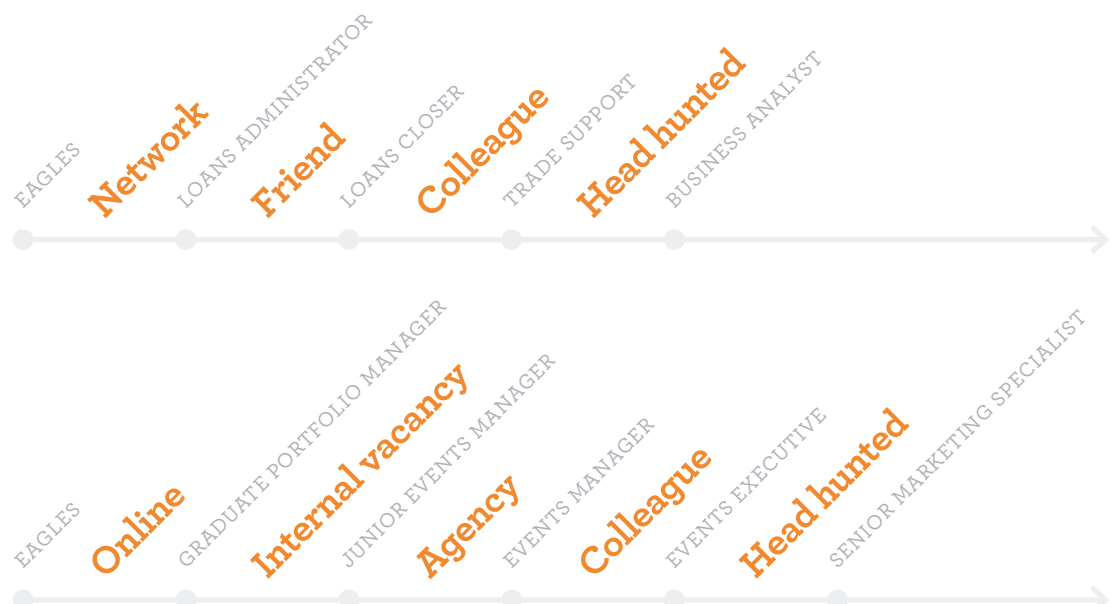 EAGLES
Network
LOANS ADMINISTRATOR
Friend
LOANS CLOSER
Colleague
TRADE SUPPORT
Head hunted
BUSINESS ANALYST
EAGLES
Online
GRADUATE PORTFOLIO MANAGER
Internal vacancy
JUNIOR EVENTS MANAGER
Agency
EVENTS MANAGER
Colleague
EVENTS EXECUTIVE
Head hunted
SENIOR MARKETING SPECIALIST